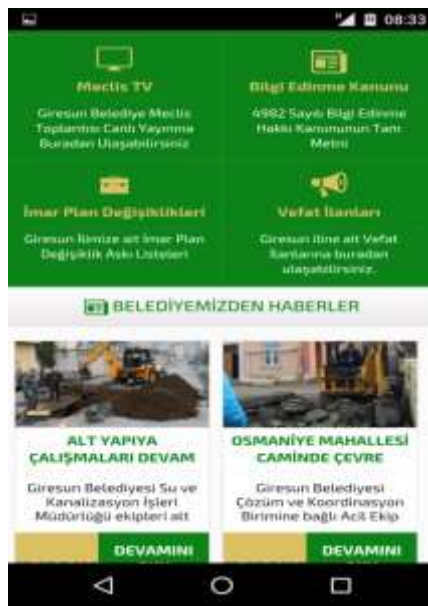 08:33
Meclis TV
Giresun Belediye Meclis
Toplantısı Canlı Yayınına
Buradan Ulaşabilirsiniz
Bilgi Edinme Kanunu
4982 Sayılı Bilgi Edinme
Hakkı Kanununun Tam
Metni
İmar Plan Değişiklikleri
Giresun İlimize ait İmar Plan
Değişiklik Askı Listeleri
Vefat İlanları
Giresun iline ait Vefat
İlanlarına buradan
ulaşabilirsiniz.
BELEDİYEMİZDEN HABERLER
ALT YAPIYA
ÇALIŞMALARI DEVAM
Giresun Belediyesi Su ve
Kanalizasyon İşleri
Müdürlüğü ekipleri alt
DEVAMINI
OSMANİYE MAHALLESİ
CAMİNDE ÇEVRE
Giresun Belediyesi
Çözüm ve Koordinasyon
Birimine bağlı Acil Ekip
DEVAMINI